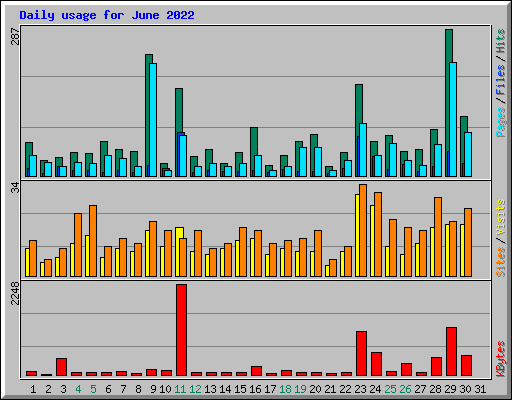 Daily usage for June 2022
287
Pages / Files / Hits
34
Sites / Visits
2248
KBytes
1 2 3 4 5 6 7 8 9 10 11 12 13 14 15 16 17 18 19 20 21 22 23 24 25 26 27 28 29 30 31